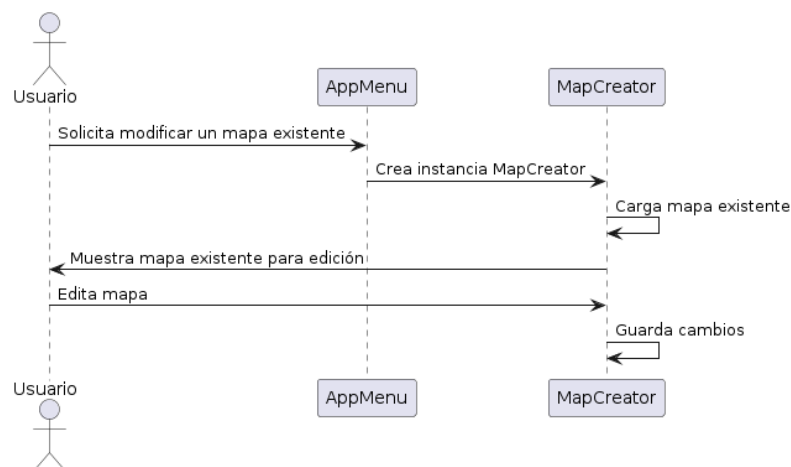 Usuario
AppMenu
MapCreator
Solicita modificar un mapa existente
Crea instancia MapCreator
Carga mapa existente
Muestra mapa existente para edición
Edita mapa
Guarda cambios
Usuario
AppMenu
MapCreator